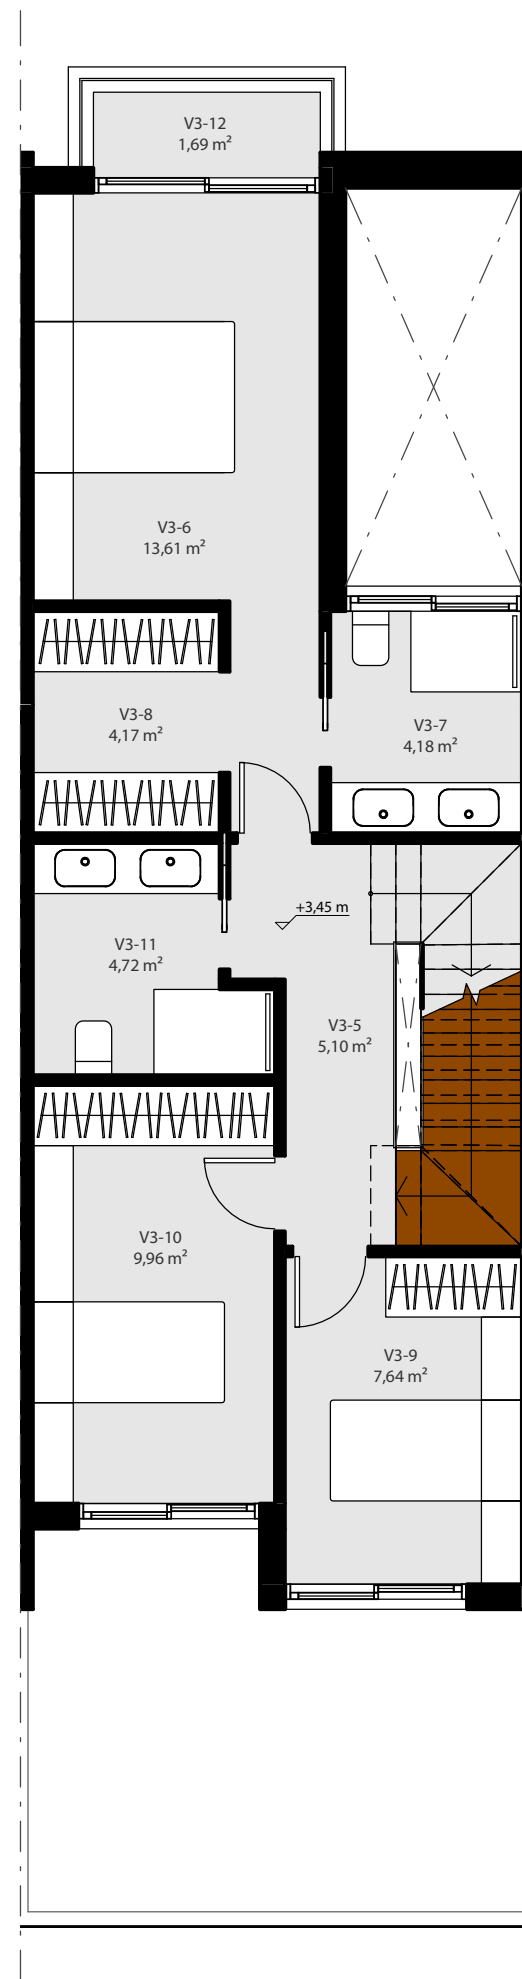 V3-12
1,69 m²
V3-6
13,61 m²
V3-8
4,17 m²
V3-7
4,18 m²
+3,45 m
V3-11
4,72 m²
V3-5
5,10 m²
V3-10
9,96 m²
V3-9
7,64 m²